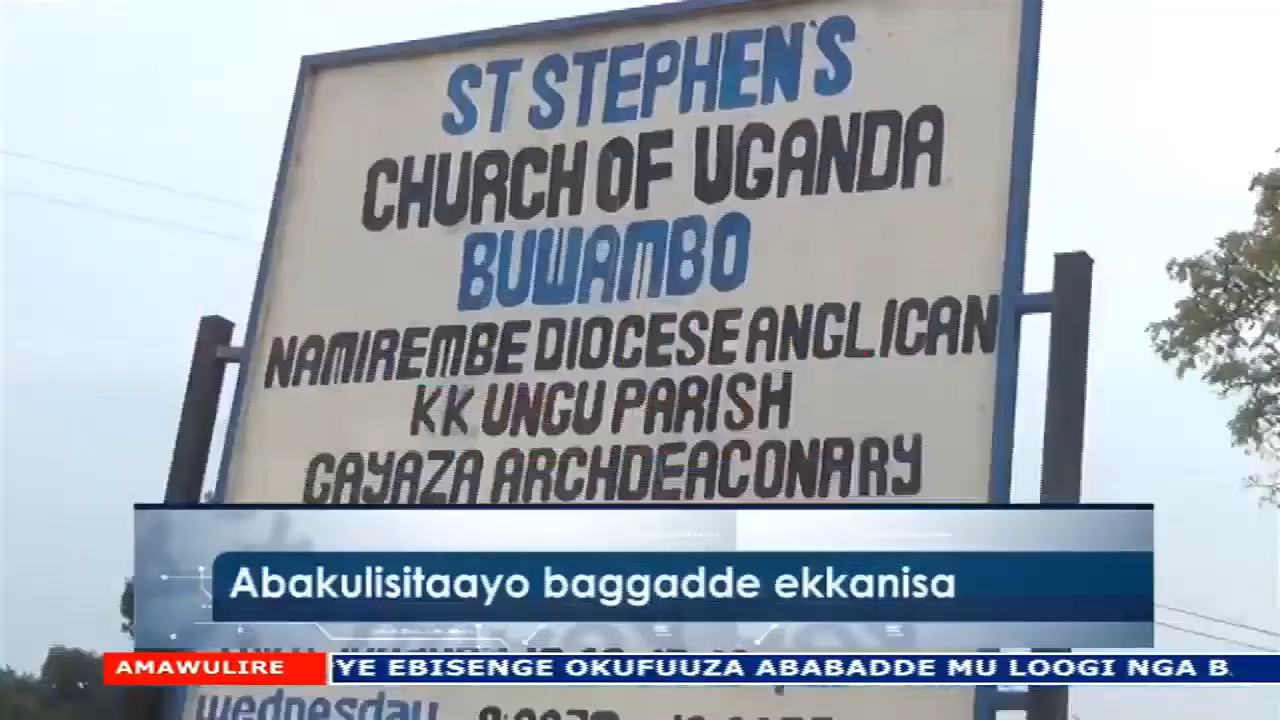 ST STEPHEN'S
CHURCH OF UGANDA
BUWAMBO
NAMIREMBE DIOCESE ANGLICAN
KK UNGU PARISH
GAYAZA ARCHDEACONARY
Abakulisitaayo baggadde ekkanisa
AMAWULIRE YE EBISENGE OKUFUUZA ABABADDE MU LOOGI NGA B
wednesday